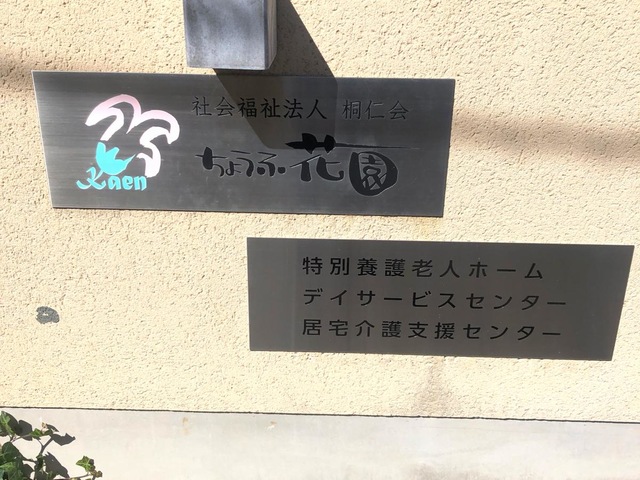 社会福祉法人 桐仁会
Kaen
ちょうふ花園
特別養護老人ホーム
デイサービスセンター
居宅介護支援センター